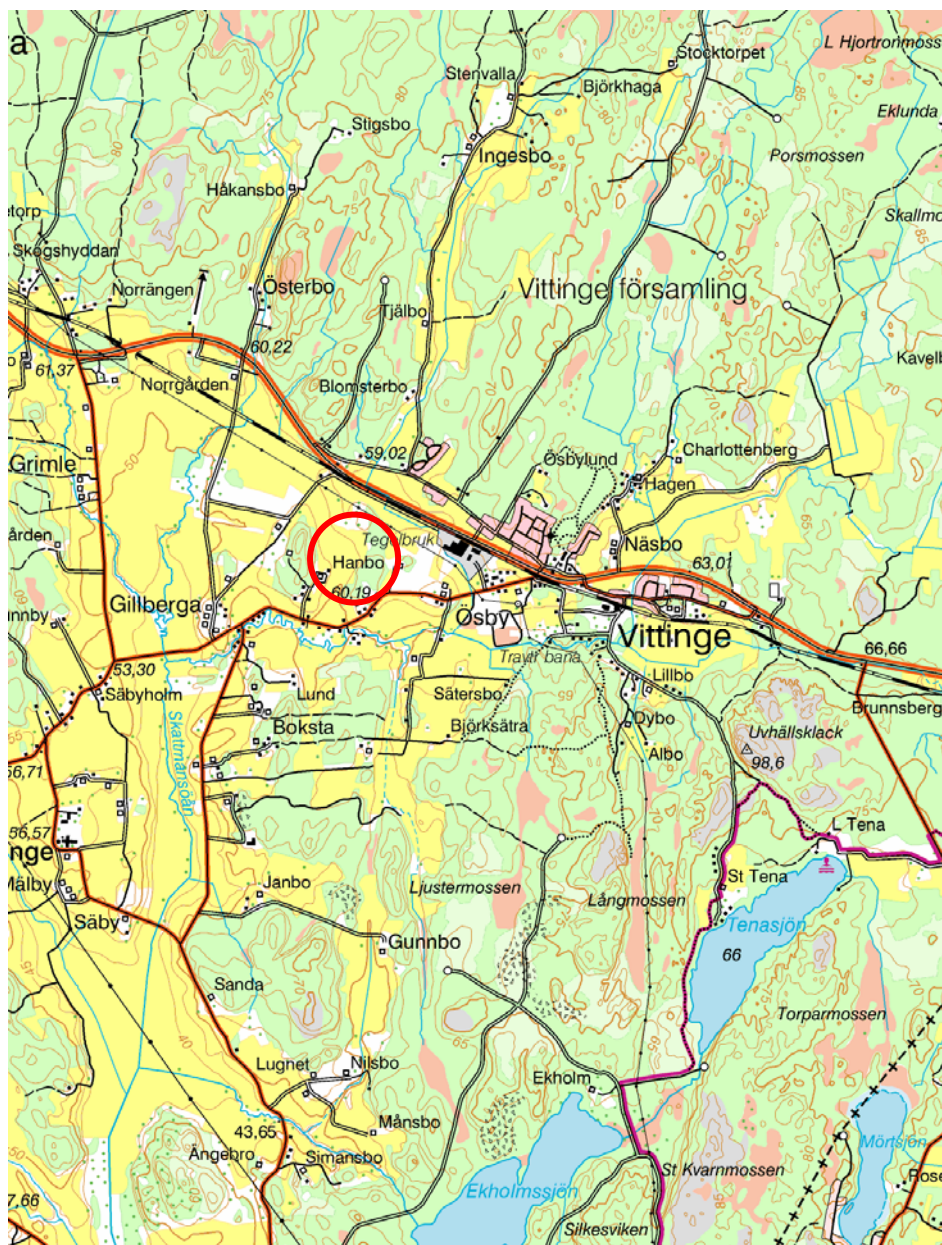 a
L Hjortronmoss
Stocktorpet
Stenvalla
Björkhaga
Eklunda
Stigsbo
Ingesbo
Porsmossen
Håkansbo
etorp
Skallmo
Skogshyddan
Norrängen
Österbo
Vittinge församling
Tjälbo
60,22
61,37
Kavelb
Norrgården
Blomsterbo
59,02
Ösbylund
Charlottenberg
Grimle
Hagen
ården
Tegelbruk
Näsbo
Hanbo
63,01
60,19
Gillberga
nnby
Ösby
Vittinge
66,66
53,30
Säbyholm
Lund
Sätersbo
Lillbo
Brunnsberg
Skattmansöån
Boksta
Björksätra
Dybo
Uvhällsklack
Albo
98,6
56,71
L Tena
nge
Mälby
Janbo
Ljustermossen
Långmossen
St Tena
Säby
Tenasjön
Gunnbo
66
Sanda
Torparmossen
Lugnet
Nilsbo
Ekholm
Månsbo
43,65
Mörtsjön
Ängebro
Simansbo
St Kvarnmossen
Rose
Ekholmssjön
7,66
Silkesviken